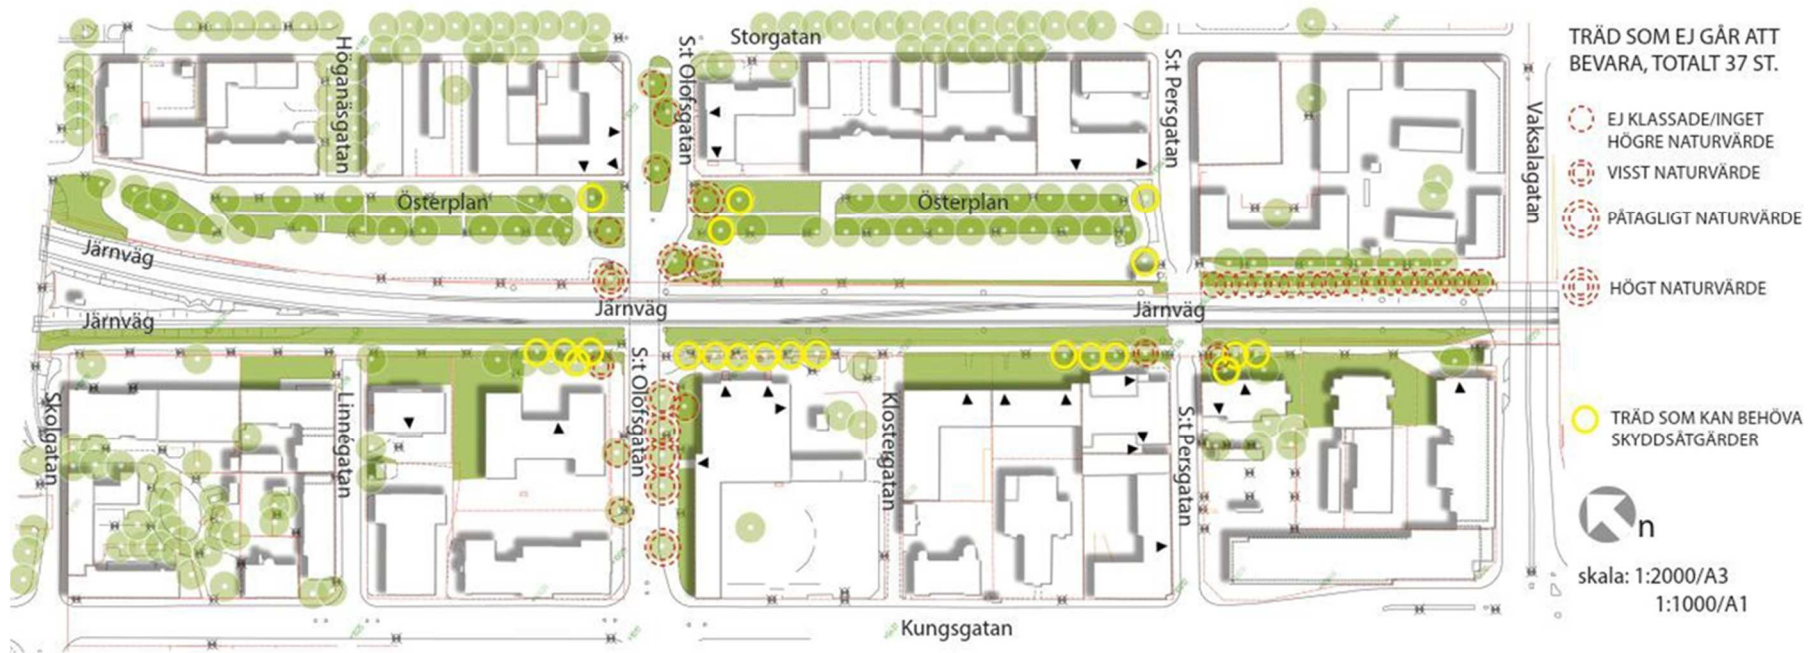 Storgatan
Höganäsgatan
S:t Olofsgatan
S:t Persgatan
Vaksalagatan
Österplan
Österplan
Järnväg
Järnväg
Järnväg
Järnväg
Skolgatan
Linnégatan
S:t Olofsgatan
Klostergatan
S:t Persgatan
Kungsgatan
TRÄD SOM EJ GÅR ATT
BEVARA, TOTALT 37 ST.
EJ KLASSADE/INGET
HÖGRE NATURVÄRDE
VISST NATURVÄRDE
PÅTAGLIGT NATURVÄRDE
HÖGT NATURVÄRDE
TRÄD SOM KAN BEHÖVA
SKYDDSÅTGÄRDER
n
skala: 1:2000/A3
1:1000/A1